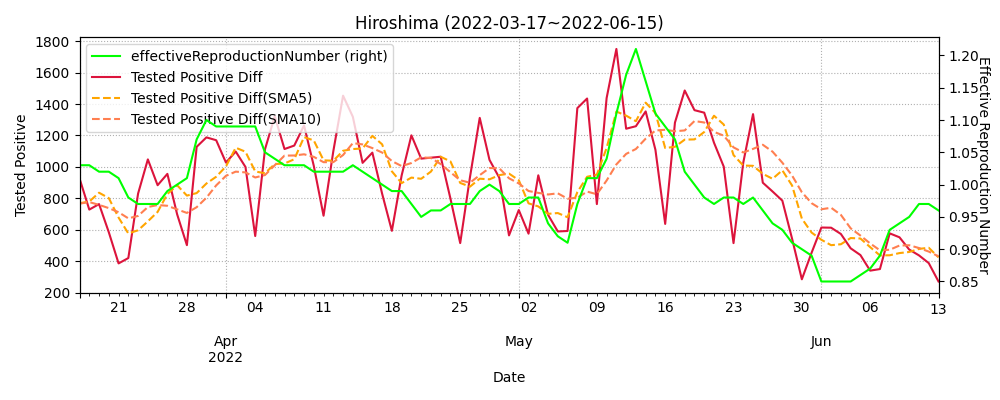 Hiroshima (2022-03-17~2022-06-15)
effectiveReproductionNumber (right)
Tested Positive Diff
Tested Positive Diff(SMA5)
Tested Positive Diff(SMA10)
Tested Positive
1800
1600
1400
1200
1000
800
600
400
200
1.20
1.15
1.10
1.05
1.00
0.95
0.90
0.85
Effective Reproduction Number
21 28 04 11 18 25 02 09 16 23 30 06 13
Apr May Jun
2022
Date